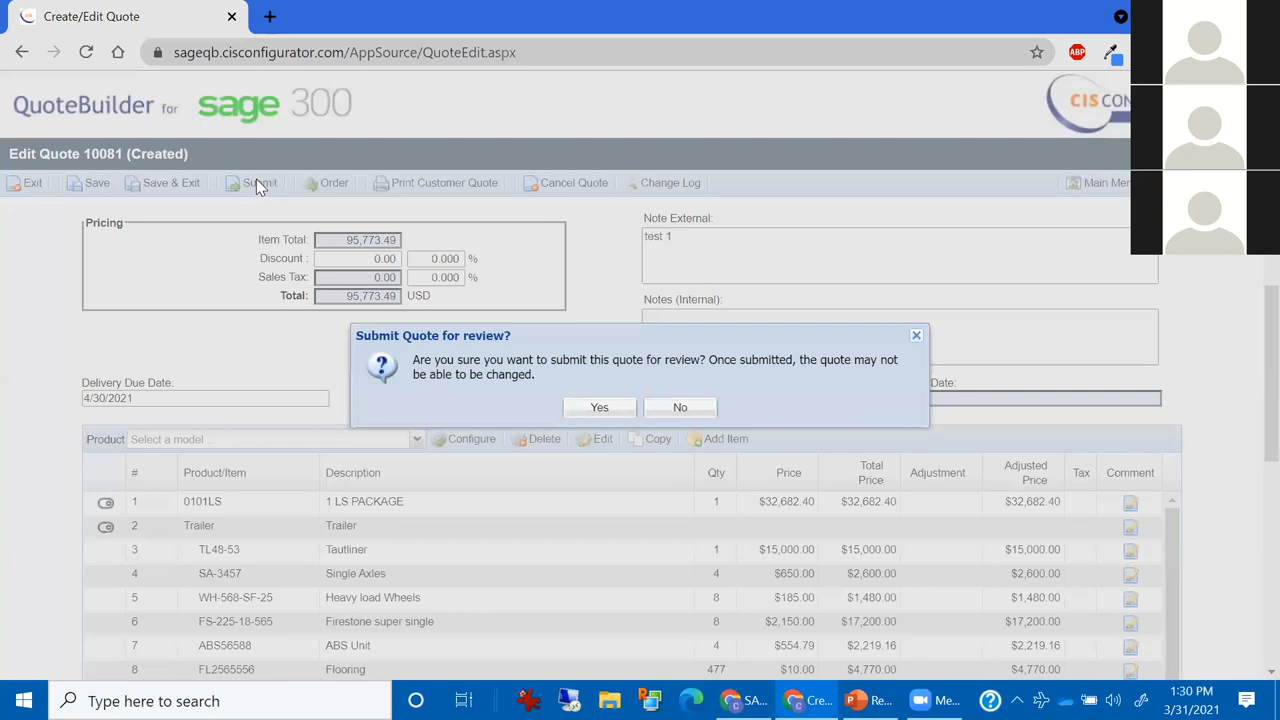 Create/Edit Quote
sageqb.cisconfigurator.com/AppSource/QuoteEdit.aspx
ABP
QuoteBuilder for sage 300
CIS CON
Edit Quote 10081 (Created)
Exit Save Save & Exit Submit Order Print Customer Quote Cancel Quote Change Log Main Men
Pricing
Item Total: 95,773.49
Discount : 0.00 0.000 %
Sales Tax: 0.00 0.000 %
Total: 95,773.49 USD
Note External:
test 1
Notes (Internal):
Submit Quote for review?
Are you sure you want to submit this quote for review? Once submitted, the quote may not
be able to be changed.
Yes No
Delivery Due Date:
4/30/2021
Date:
Product Select a model ... Configure Delete Edit Copy Add Item
# Product/Item Description Qty Price Total Price Adjustment Adjusted Price Tax Comment
1 0101LS 1 LS PACKAGE 1 $32,682.40 $32,682.40 $32,682.40
2 Trailer Trailer
3 TL48-53 Tautliner 1 $15,000.00 $15,000.00 $15,000.00
4 SA-3457 Single Axles 4 $650.00 $2,600.00 $2,600.00
5 WH-568-SF-25 Heavy load Wheels 8 $185.00 $1,480.00 $1,480.00
6 FS-225-18-565 Firestone super single 8 $2,150.00 $17,200.00 $17,200.00
7 ABS56588 ABS Unit 4 $554.79 $2,219.16 $2,219.16
8 FL2565556 Flooring 477 $10.00 $4,770.00 $4,770.00
Type here to search
SA... Cre... Re... Me...
1:30 PM
3/31/2021